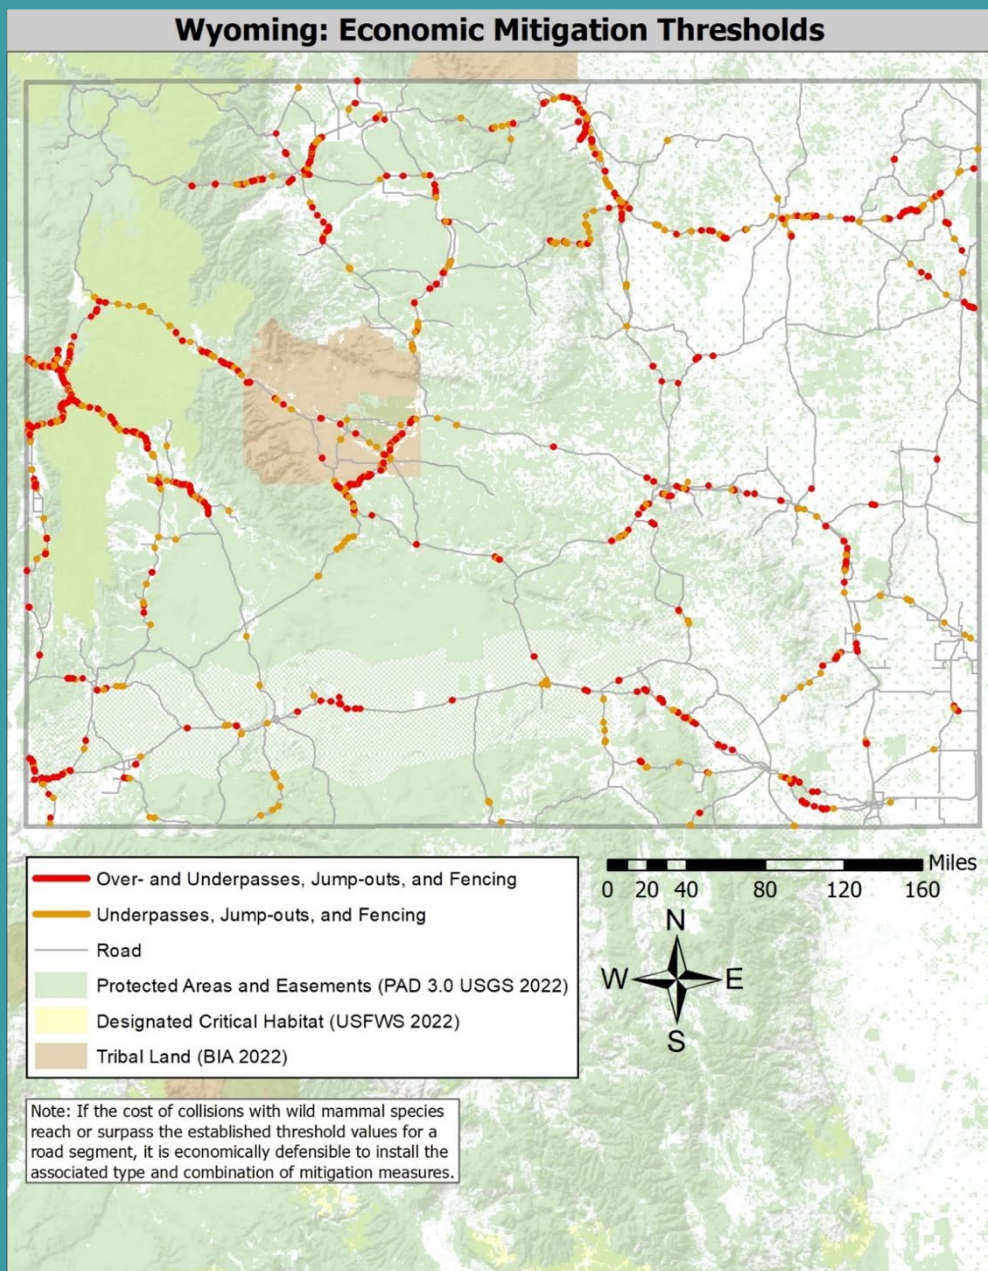 Wyoming: Economic Mitigation Thresholds
Over- and Underpasses, Jump-outs, and Fencing
Underpasses, Jump-outs, and Fencing
Road
Protected Areas and Easements (PAD 3.0 USGS 2022)
Designated Critical Habitat (USFWS 2022)
Tribal Land (BIA 2022)
Miles
0 20 40 80 120 160
N
W E
S
Note: If the cost of collisions with wild mammal species
reach or surpass the established threshold values for a
road segment, it is economically defensible to install the
associated type and combination of mitigation measures.